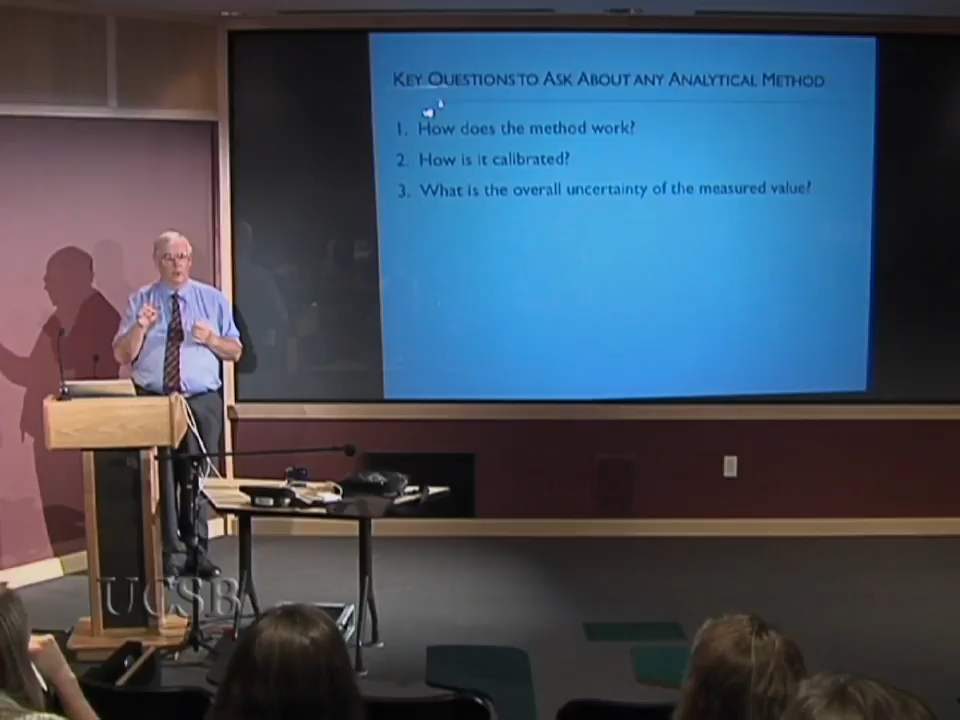 KEY QUESTIONS TO ASK ABOUT ANY ANALYTICAL METHOD
1. How does the method work?
2. How is it calibrated?
3. What is the overall uncertainty of the measured value?
UCSB